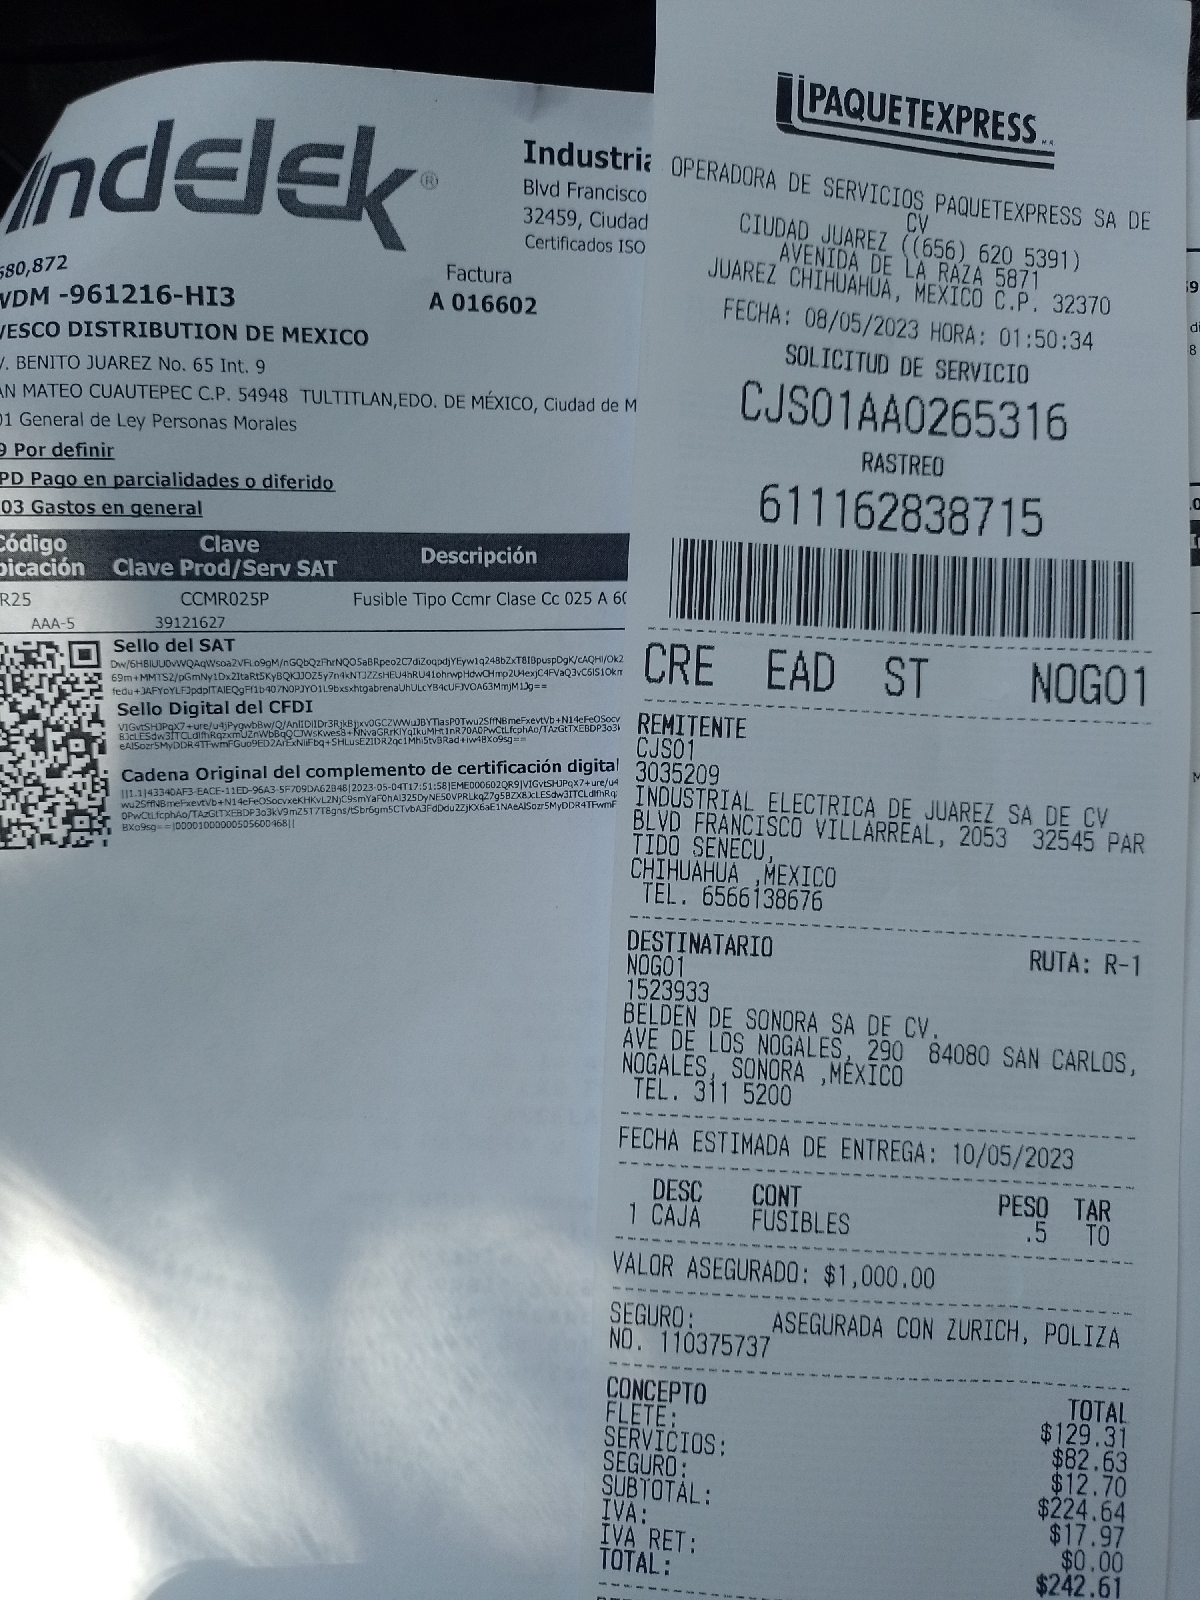 Indelek®
Industria
Blvd Francisco
32459, Ciudad
Certificados ISO
580,872
VDM -961216-HI3
Factura
A 016602
VESCO DISTRIBUTION DE MEXICO
V. BENITO JUAREZ No. 65 Int. 9
AN MATEO CUAUTEPEC C.P. 54948 TULTITLAN,EDO. DE MÉXICO, Ciudad de M
01 General de Ley Personas Morales
9 Por definir
PD Pago en parcialidades o diferido
03 Gastos en general
Código Clave Descripción
bicación Clave Prod/Serv SAT
R25 CCMR025P Fusible Tipo Ccmr Clase Cc 025 A 60
AAA-5 39121627
Sello del SAT
Sello Digital del CFDI
Cadena Original del complemento de certificación digital
PAQUETEXPRESS
OPERADORA DE SERVICIOS PAQUETEXPRESS SA DE
CV
CIUDAD JUAREZ ((656) 620 5391)
AVENIDA DE LA RAZA 5871
JUAREZ CHIHUAHUA, MEXICO C.P. 32370
FECHA: 08/05/2023 HORA: 01:50:34
SOLICITUD DE SERVICIO
CJS01AA0265316
RASTREO
611162838715
CRE EAD ST NOG01
REMITENTE
CJS01
3035209
INDUSTRIAL ELECTRICA DE JUAREZ SA DE CV
BLVD FRANCISCO VILLARREAL, 2053 32545 PAR
TIDO SENECU,
CHIHUAHUA ,MEXICO
TEL. 6566138676
DESTINATARIO RUTA: R-1
NOG01
1523933
BELDEN DE SONORA SA DE CV.
AVE DE LOS NOGALES, 290 84080 SAN CARLOS,
NOGALES, SONORA ,MÉXICO
TEL. 311 5200
FECHA ESTIMADA DE ENTREGA: 10/05/2023
DESC CONT PESO TAR
1 CAJA FUSIBLES .5 T0
VALOR ASEGURADO: $1,000.00
SEGURO: ASEGURADA CON ZURICH, POLIZA
NO. 110375737
CONCEPTO TOTAL
FLETE: $129.31
SERVICIOS: $82.63
SEGURO: $12.70
SUBTOTAL: $224.64
IVA: $17.97
IVA RET: $0.00
TOTAL: $242.61